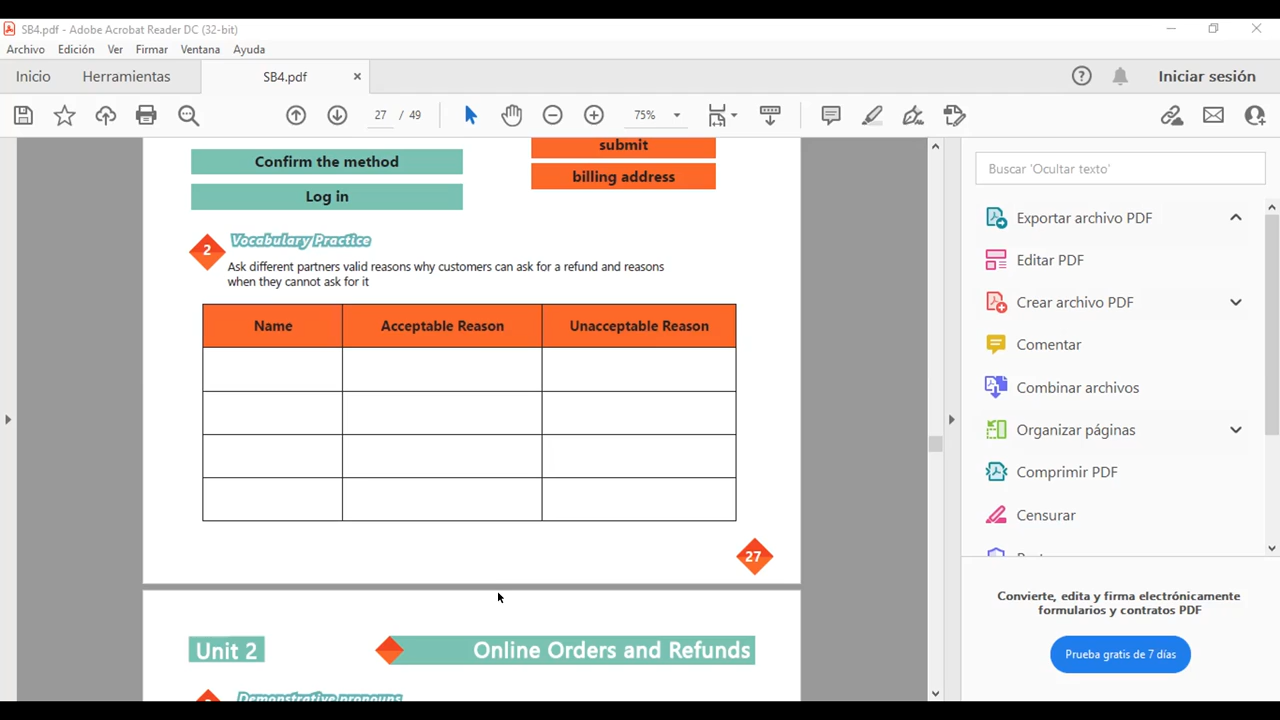 SB4.pdf - Adobe Acrobat Reader DC (32-bit)
Archivo Edición Ver Firmar Ventana Ayuda
Inicio Herramientas SB4.pdf × ? Iniciar sesión
27 / 49 75%
submit
Confirm the method
billing address
Log in
2 Vocabulary Practice
Ask different partners valid reasons why customers can ask for a refund and reasons
when they cannot ask for it
Name Acceptable Reason Unacceptable Reason
27
Unit 2 Online Orders and Refunds
Demonstrative pronouns
Buscar 'Ocultar texto'
Exportar archivo PDF
Editar PDF
Crear archivo PDF
Comentar
Combinar archivos
Organizar páginas
Comprimir PDF
Censurar
Convierte, edita y firma electrónicamente
formularios y contratos PDF
Prueba gratis de 7 días